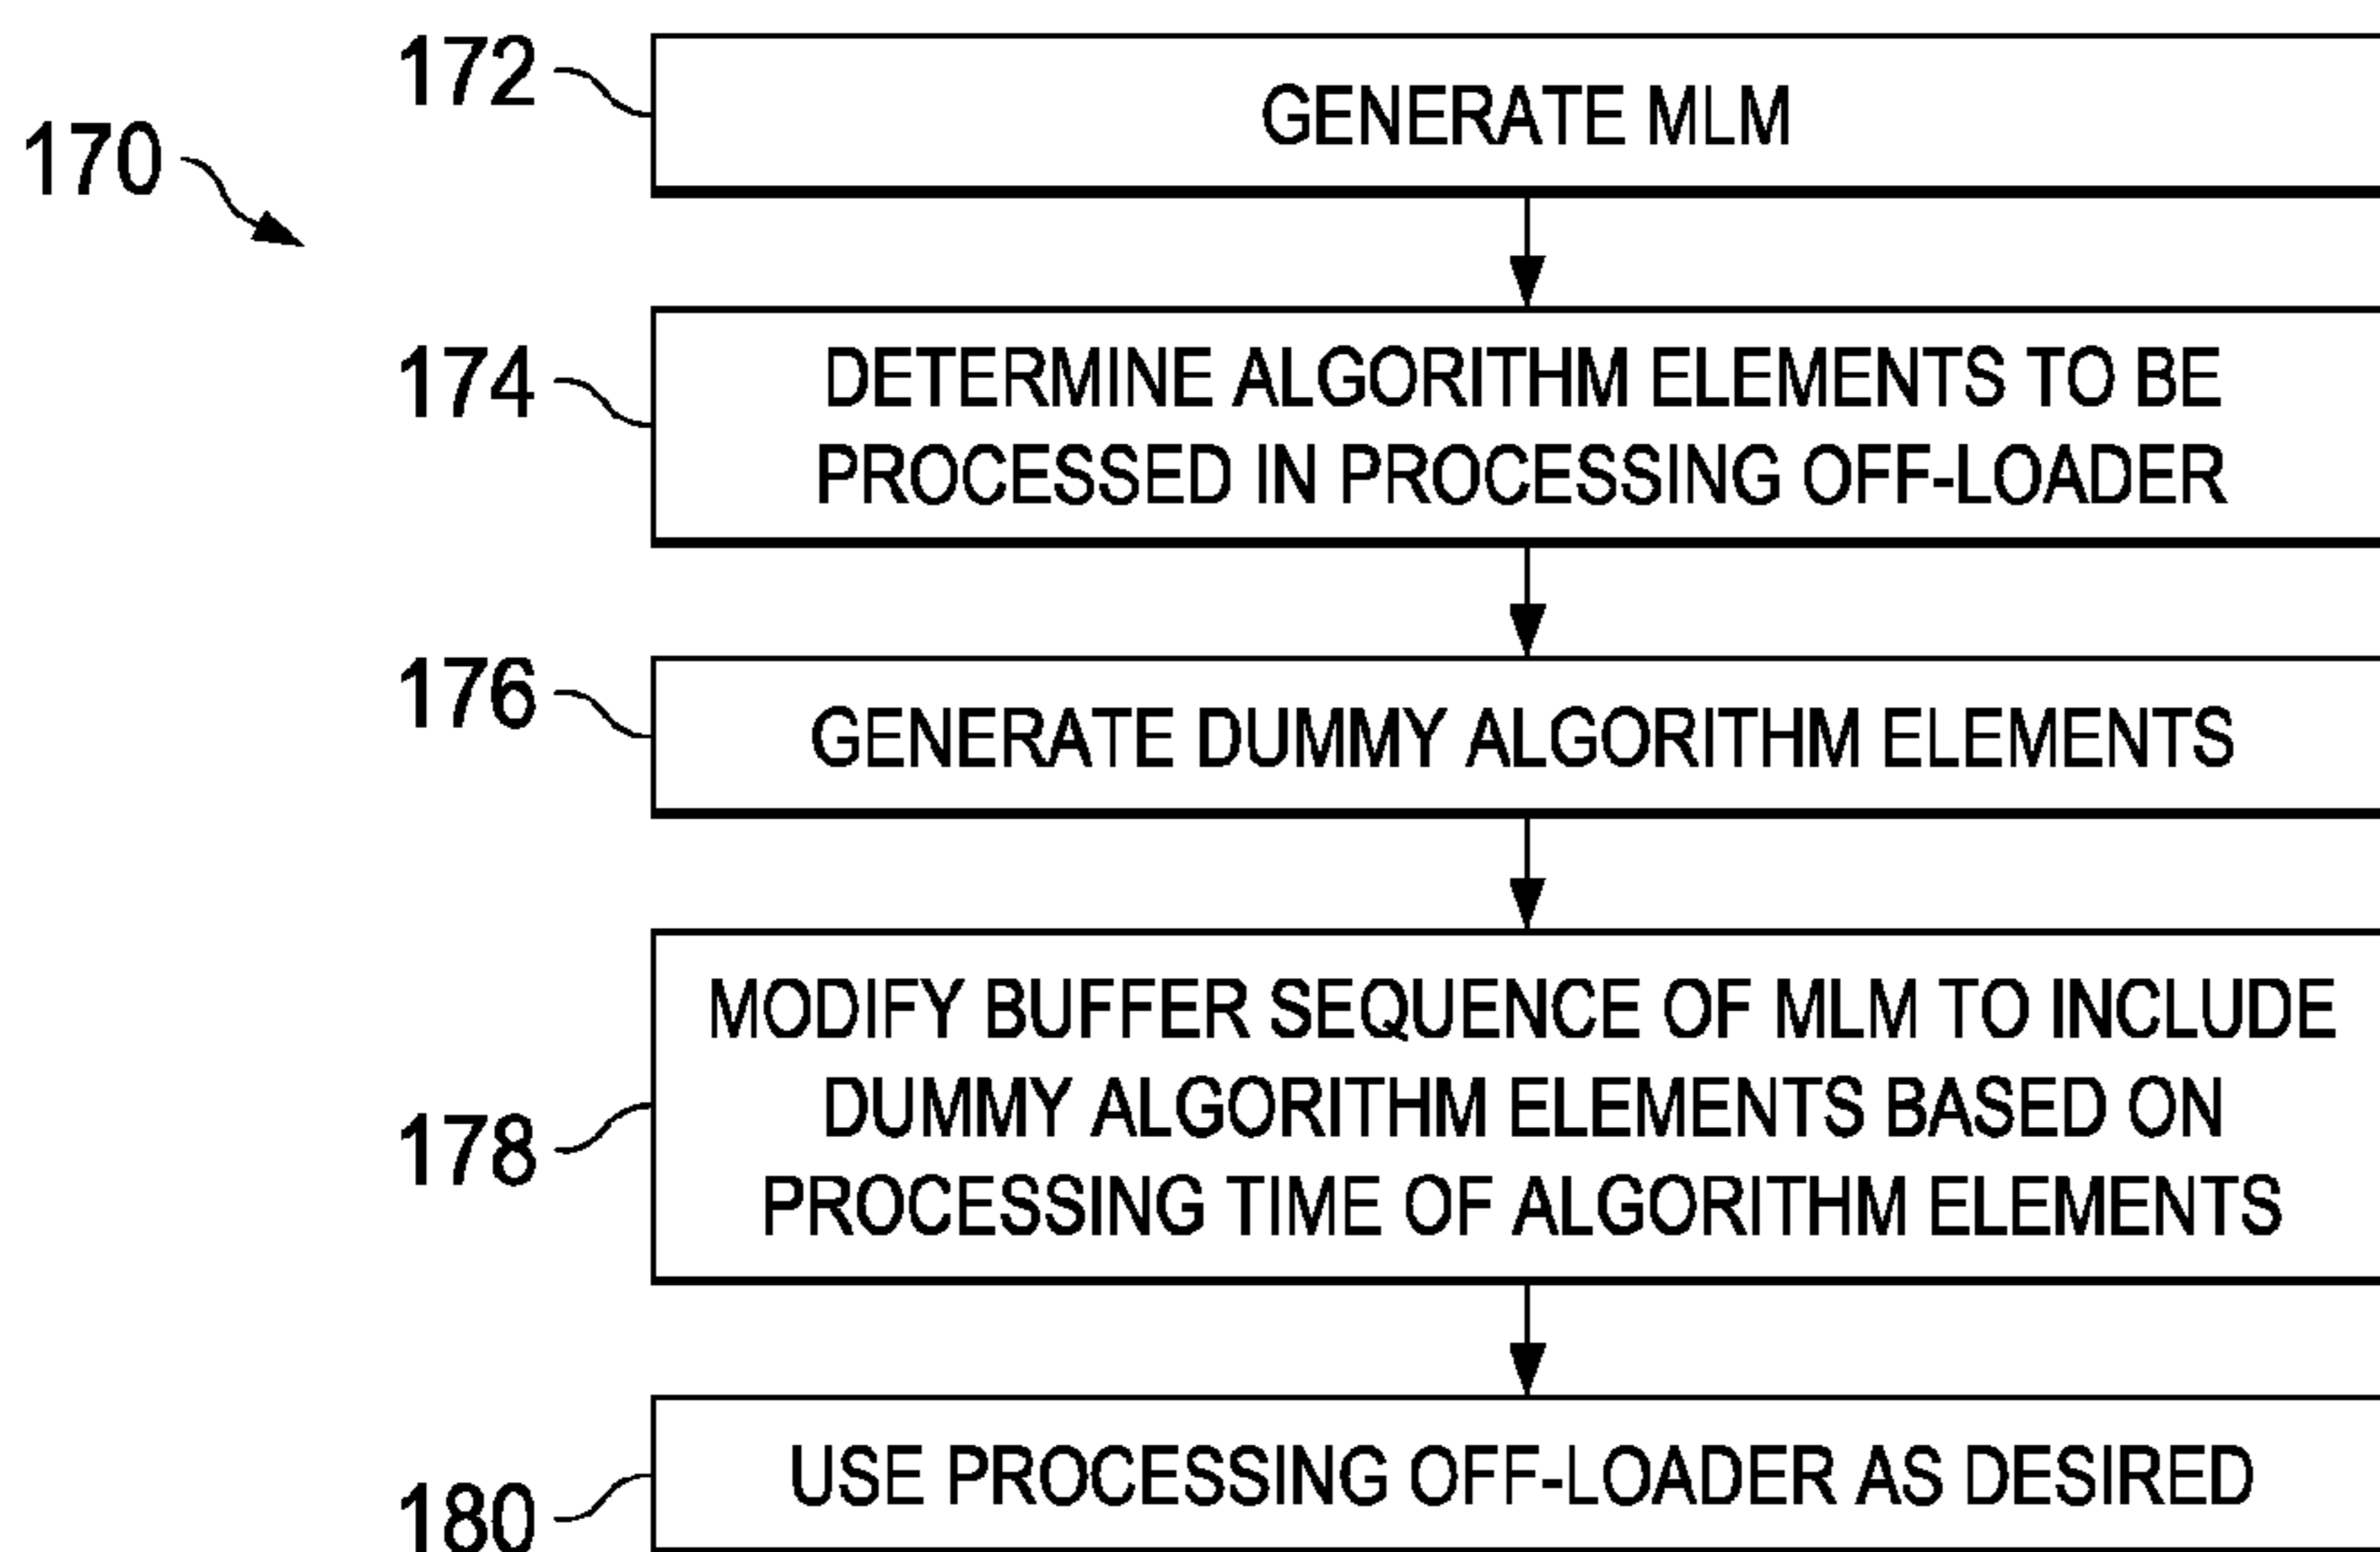 172
GENERATE MLM
170
174
DETERMINE ALGORITHM ELEMENTS TO BE
PROCESSED IN PROCESSING OFF-LOADER
176
GENERATE DUMMY ALGORITHM ELEMENTS
178
MODIFY BUFFER SEQUENCE OF MLM TO INCLUDE
DUMMY ALGORITHM ELEMENTS BASED ON
PROCESSING TIME OF ALGORITHM ELEMENTS
180
USE PROCESSING OFF-LOADER AS DESIRED